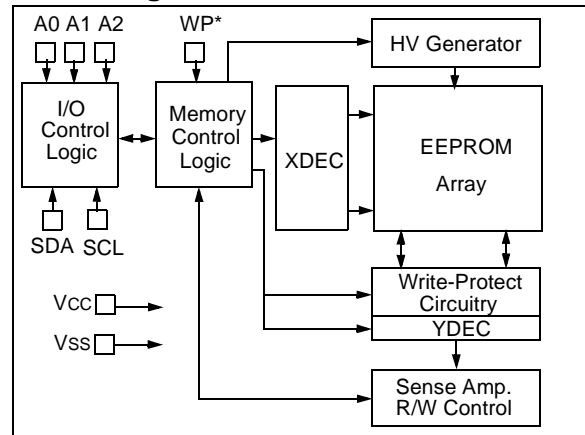 A0 A1 A2
WP*
HV Generator
I/O
Control
Logic
Memory
Control
Logic
XDEC
EEPROM
Array
SDA
SCL
Write-Protect
Circuitry
YDEC
VCC
VSS
Sense Amp.
R/W Control